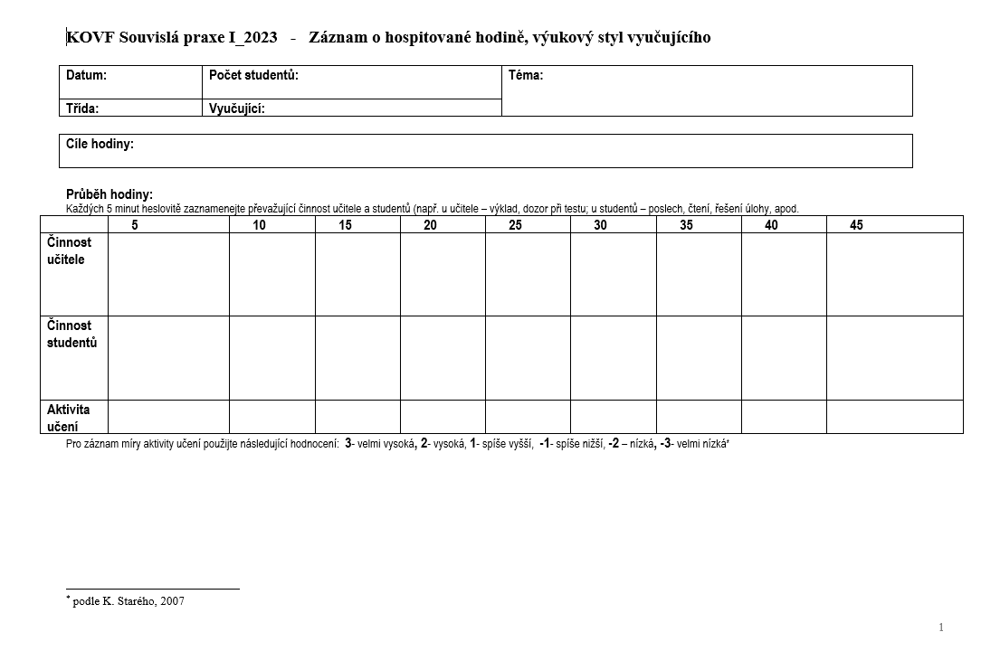 KOVF Souvislá praxe I_2023 - Záznam o hospitované hodině, výukový styl vyučujícího
Datum: Počet studentů: Téma:
Třída: Vyučující:
Cíle hodiny:
Průběh hodiny:
Každých 5 minut heslovitě zaznamenejte převažující činnost učitele a studentů (např. u učitele – výklad, dozor při testu; u studentů – poslech, čtení, řešení úlohy, apod.
5 10 15 20 25 30 35 40 45
Činnost
učitele
Činnost
studentů
Aktivita
učení
Pro záznam míry aktivity učení použijte následující hodnocení: 3- velmi vysoká, 2- vysoká, 1- spíše vyšší, -1- spíše nižší, -2 – nízká, -3- velmi nízká*
* podle K. Starého, 2007
1